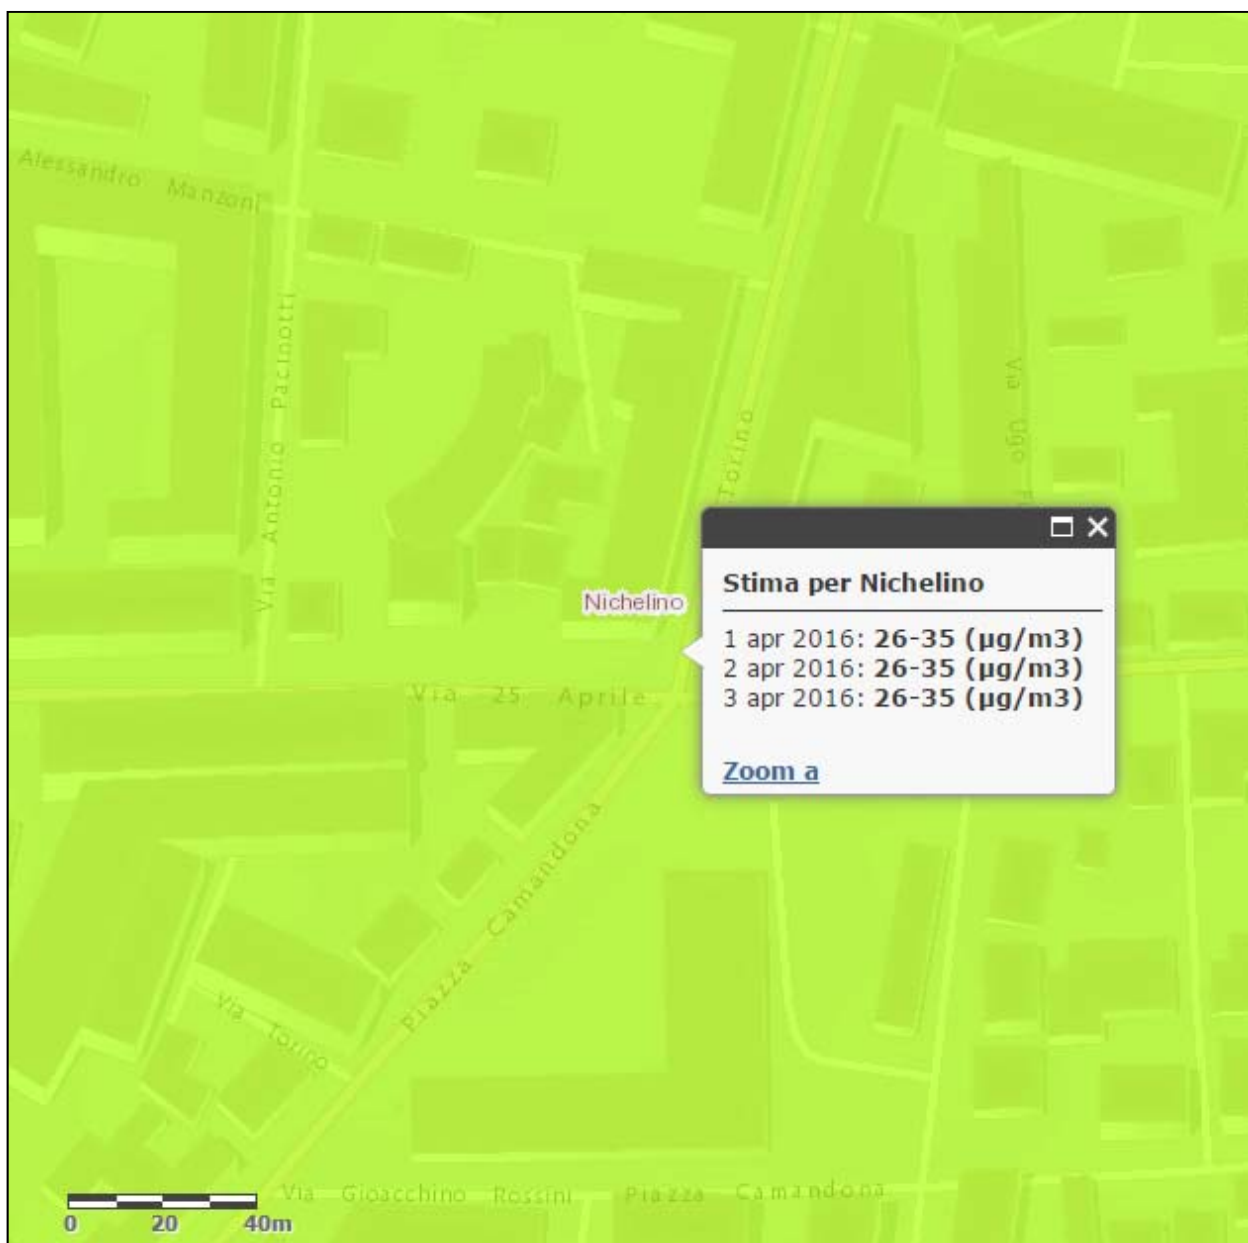 Alessandro Manzoni
Via Antonio Pacinotti
Torino
Via Ugo
Nichelino
Stima per Nichelino
1 apr 2016: 26-35 (µg/m3)
2 apr 2016: 26-35 (µg/m3)
3 apr 2016: 26-35 (µg/m3)
Zoom a
Via 25 Aprile
Piazza Camandona
Via Torino
Via Gioacchino Rossini
Piazza Camandona
0 20 40m